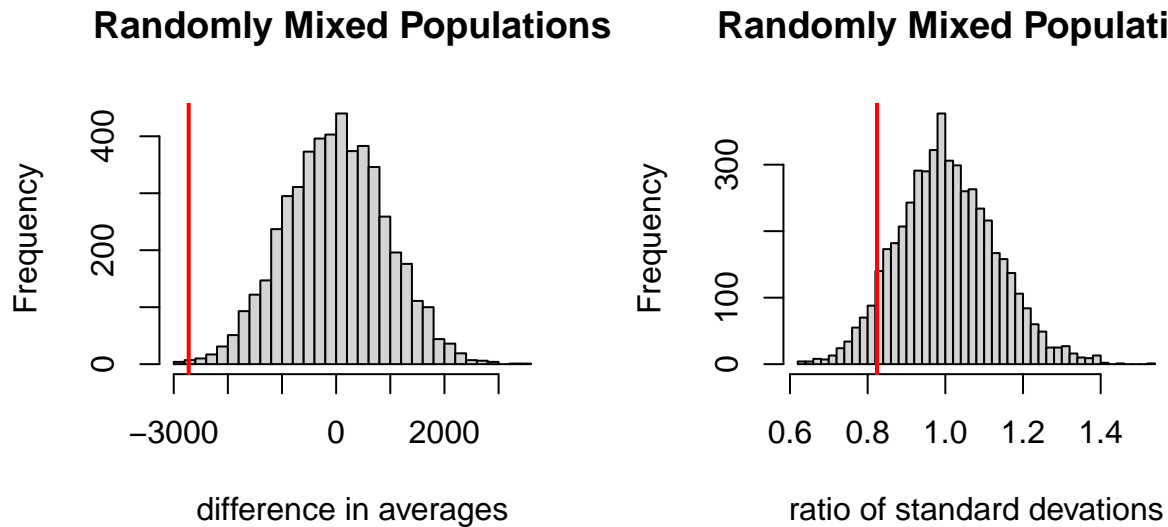 Randomly Mixed Populations
Frequency
400
200
0
−3000 0 2000
difference in averages
Randomly Mixed Populati
Frequency
300
100
0
0.6 0.8 1.0 1.2 1.4
ratio of standard devations